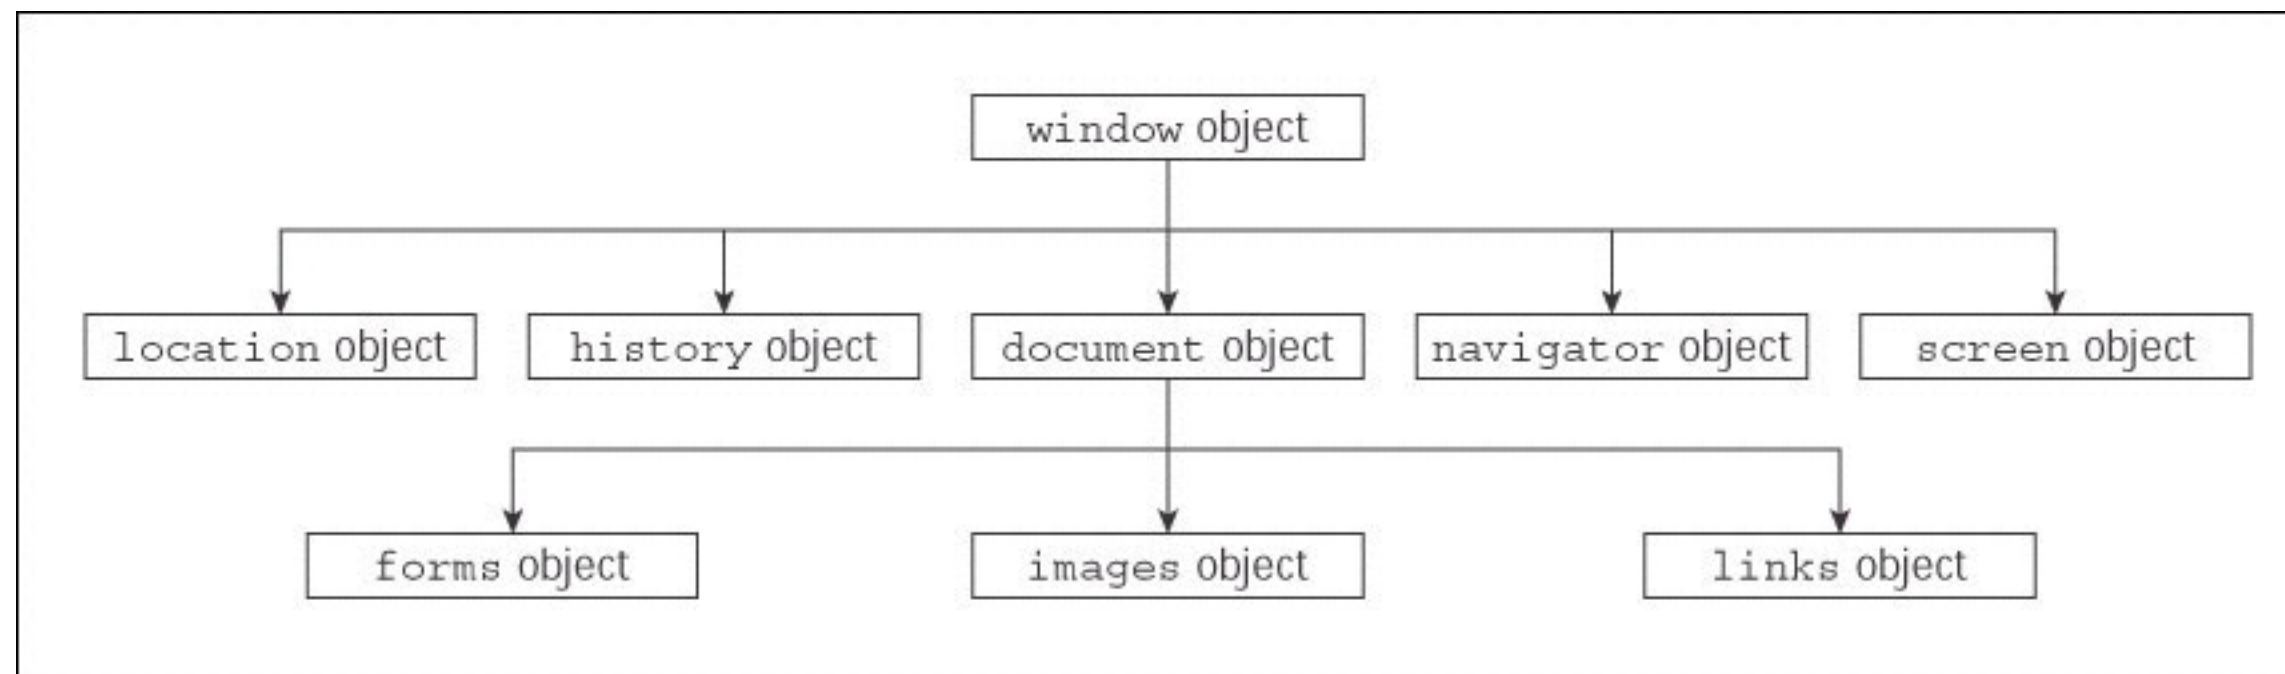 window object
location object
history object
document object
navigator object
screen object
forms object
images object
links object